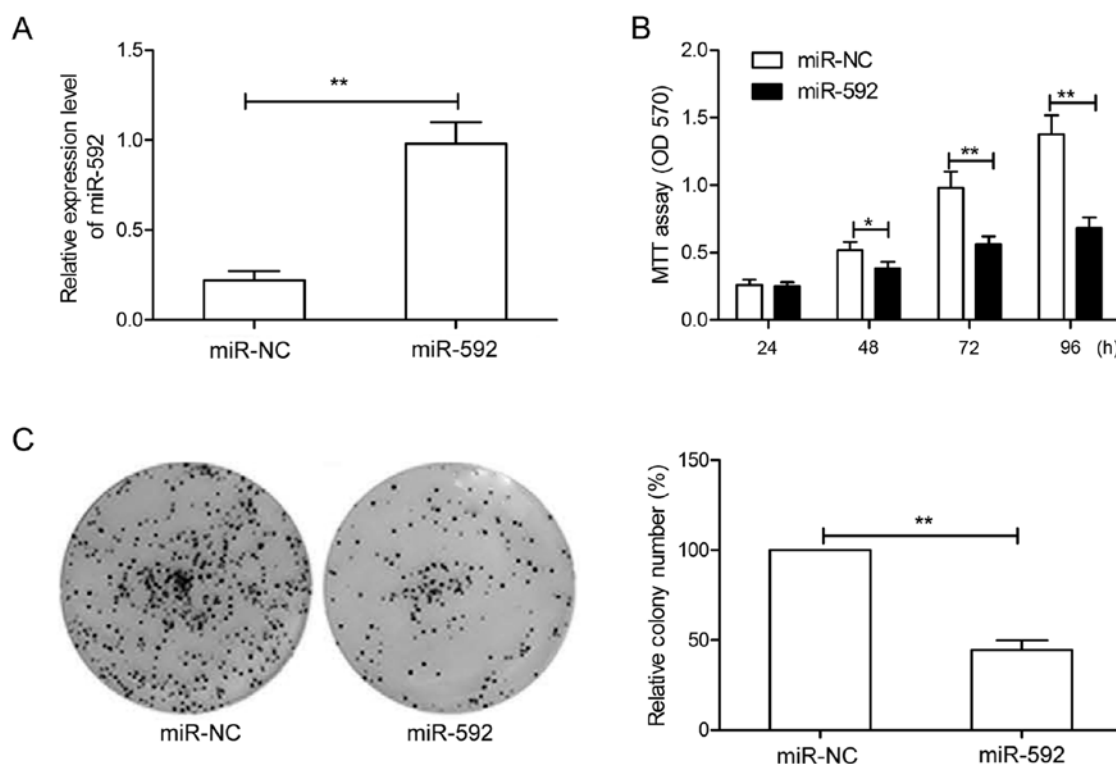 A
Relative expression level
of miR-592
1.5
1.0
0.5
0.0
**
miR-NC
miR-592
B
MTT assay (OD 570)
2.0
1.5
1.0
0.5
0.0
miR-NC
miR-592
*
**
**
24
48
72
96
(h)
C
miR-NC
miR-592
Relative colony number (%)
150
100
50
0
**
miR-NC
miR-592